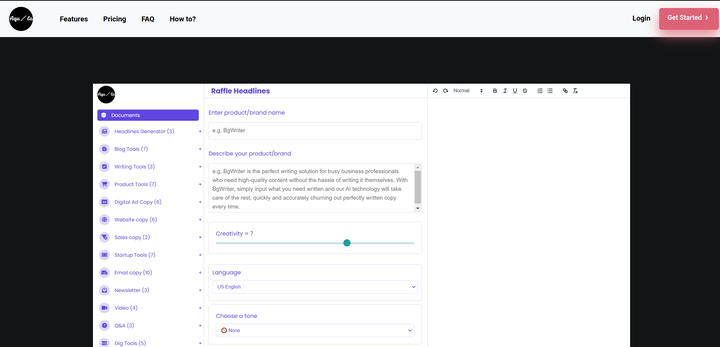 Features
Pricing
FAQ
How to?
Login
Get Started
Documents
Headlines Generator (3)
Blog Tools (7)
Writing Tools (3)
Product Tools (7)
Digital Ad Copy (6)
Website copy (6)
Sales copy (2)
Startup Tools (7)
Email copy (10)
Newsletter (3)
Video (4)
Q&A (3)
Gig Tools (5)
Raffle Headlines
Enter product/brand name
e.g. BgWriter
Describe your product/brand
e.g. BgWriter is the perfect writing solution for busy business professionals
who need high-quality content without the hassle of writing it themselves. With
BgWriter, simply input what you need written and our AI technology will take
care of the rest, quickly and accurately churning out perfectly written copy
every time.
Creativity = 7
Language
US English
Choose a tone
None
Normal